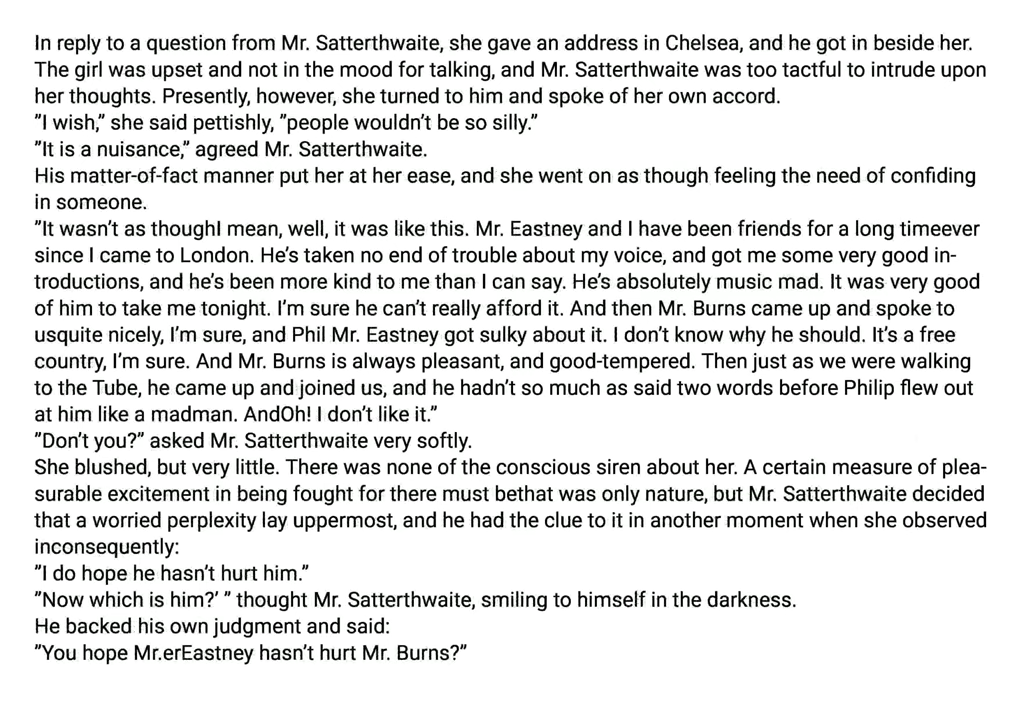 In reply to a question from Mr. Satterthwaite, she gave an address in Chelsea, and he got in beside her.
The girl was upset and not in the mood for talking, and Mr. Satterthwaite was too tactful to intrude upon
her thoughts. Presently, however, she turned to him and spoke of her own accord.
"I wish," she said pettishly, "people wouldn't be so silly."
"It is a nuisance," agreed Mr. Satterthwaite.
His matter-of-fact manner put her at her ease, and she went on as though feeling the need of confiding
in someone.
"It wasn't as thoughI mean, well, it was like this. Mr. Eastney and I have been friends for a long timeever
since I came to London. He's taken no end of trouble about my voice, and got me some very good in-
troductions, and he's been more kind to me than I can say. He's absolutely music mad. It was very good
of him to take me tonight. I'm sure he can't really afford it. And then Mr. Burns came up and spoke to
usquite nicely, I'm sure, and Phil Mr. Eastney got sulky about it. I don't know why he should. It's a free
country, I'm sure. And Mr. Burns is always pleasant, and good-tempered. Then just as we were walking
to the Tube, he came up and joined us, and he hadn't so much as said two words before Philip flew out
at him like a madman. AndOh! I don't like it."
"Don't you?" asked Mr. Satterthwaite very softly.
She blushed, but very little. There was none of the conscious siren about her. A certain measure of plea-
surable excitement in being fought for there must bethat was only nature, but Mr. Satterthwaite decided
that a worried perplexity lay uppermost, and he had the clue to it in another moment when she observed
inconsequently:
"I do hope he hasn't hurt him."
"Now which is him?' " thought Mr. Satterthwaite, smiling to himself in the darkness.
He backed his own judgment and said:
"You hope Mr.erEastney hasn't hurt Mr. Burns?"